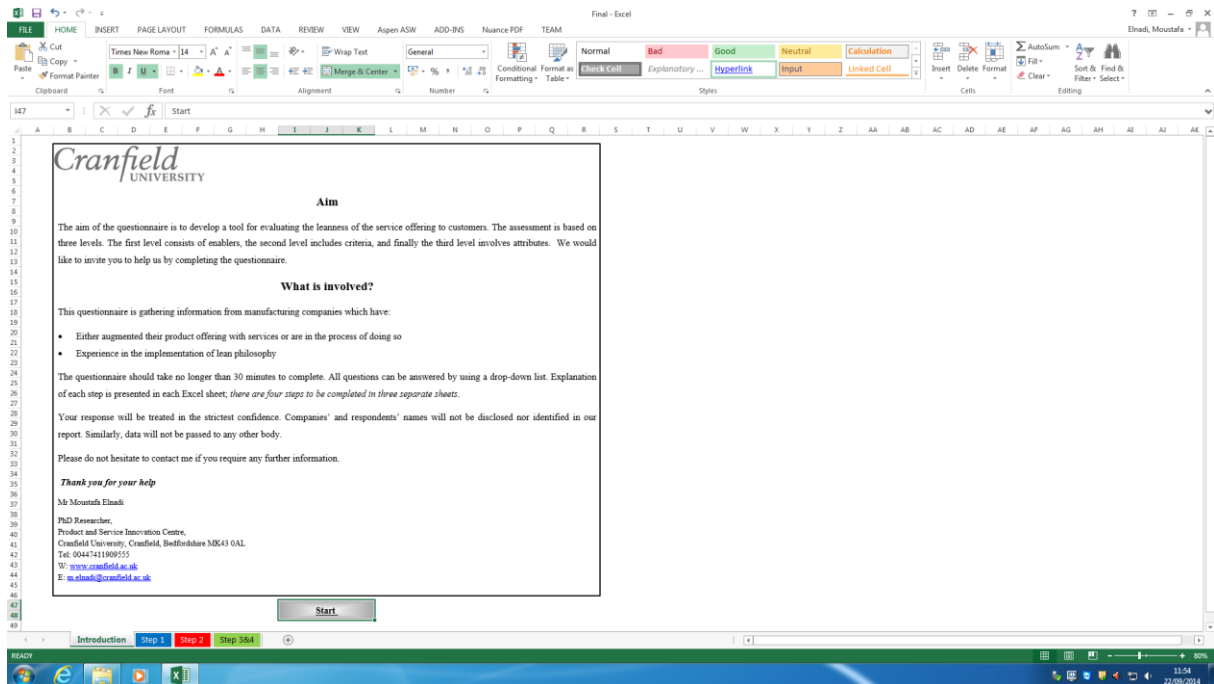 Final - Excel
FILE HOME INSERT PAGE LAYOUT FORMULAS DATA REVIEW VIEW Aspen ASW ADD-INS Nuance PDF TEAM
Elnadi, Moustafa
Paste
Cut
Copy
Format Painter
Clipboard
Times New Roma 14
B I U
Font
Wrap Text
Merge & Center
Alignment
General
Number
Conditional Formatting
Format as Table
Normal Bad Good Neutral Calculation
Check Cell Explanatory ... Hyperlink Input Linked Cell
Styles
Insert Delete Format
Cells
AutoSum
Fill
Clear
Sort & Filter
Find & Select
Editing
I47
fx Start
A B C D E F G H I J K L M N O P Q R S T U V W X Y Z AA AB AC AD AE AF AG AH AI AJ AK
Cranfield
UNIVERSITY
Aim
The aim of the questionnaire is to develop a tool for evaluating the leanness of the service offering to customers. The assessment is based on
three levels. The first level consists of enablers, the second level includes criteria, and finally the third level involves attributes. We would
like to invite you to help us by completing the questionnaire.
What is involved?
This questionnaire is gathering information from manufacturing companies which have:
• Either augmented their product offering with services or are in the process of doing so
• Experience in the implementation of lean philosophy
The questionnaire should take no longer than 30 minutes to complete. All questions can be answered by using a drop-down list. Explanation
of each step is presented in each Excel sheet; there are four steps to be completed in three separate sheets.
Your response will be treated in the strictest confidence. Companies' and respondents' names will not be disclosed nor identified in our
report. Similarly, data will not be passed to any other body.
Please do not hesitate to contact me if you require any further information.
Thank you for your help
Mr Moustafa Elnadi
PhD Researcher,
Product and Service Innovation Centre,
Cranfield University, Cranfield, Bedfordshire MK43 0AL
Tel: 00447411909555
W: www.cranfield.ac.uk
E: m.elnadi@cranfield.ac.uk
Start
Introduction Step 1 Step 2 Step 3&4
READY
80%
11:54
22/09/2014